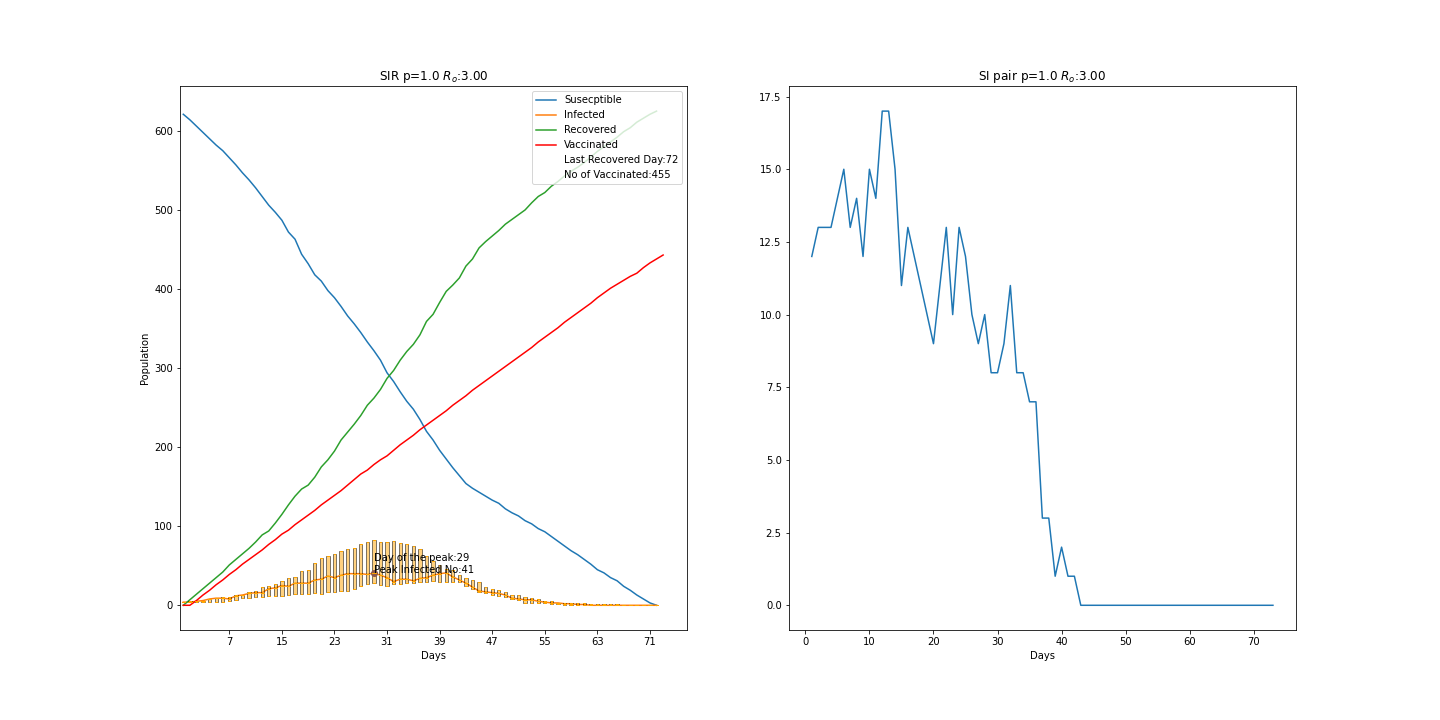 SIR p=1.0 Rₒ:3.00
Susecptible
Infected
Recovered
Vaccinated
Last Recovered Day:72
No of Vaccinated:455
600
500
400
300
200
100
0
Population
Day of the peak:29
Peak Infected No:41
7 15 23 31 39 47 55 63 71
Days
SI pair p=1.0 Rₒ:3.00
17.5
15.0
12.5
10.0
7.5
5.0
2.5
0.0
0 10 20 30 40 50 60 70
Days